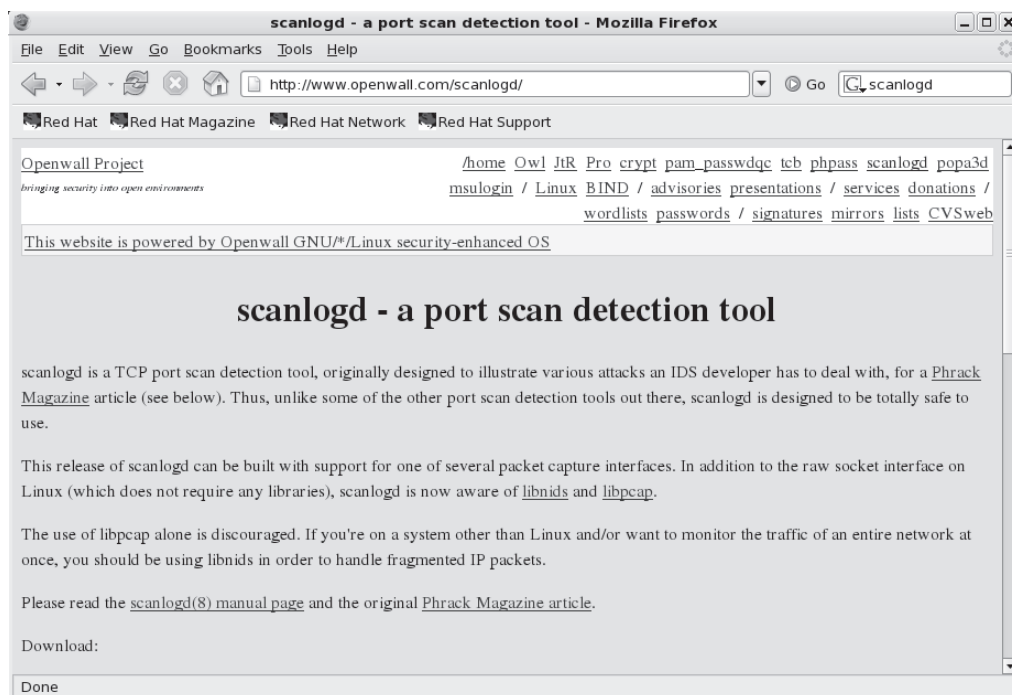 scanlogd - a port scan detection tool - Mozilla Firefox
File Edit View Go Bookmarks Tools Help
http://www.openwall.com/scanlogd/
Go
G
scanlogd
Red Hat Red Hat Magazine Red Hat Network Red Hat Support
Openwall Project
bringing security into open environments
/home Owl JtR Pro crypt pam_passwdqc tcb phpass scanlogd popa3d
msulogin / Linux BIND / advisories presentations / services donations /
wordlists passwords / signatures mirrors lists CVSweb
This website is powered by Openwall GNU/*/Linux security-enhanced OS
scanlogd - a port scan detection tool
scanlogd is a TCP port scan detection tool, originally designed to illustrate various attacks an IDS developer has to deal with, for a Phrack
Magazine article (see below). Thus, unlike some of the other port scan detection tools out there, scanlogd is designed to be totally safe to
use.
This release of scanlogd can be built with support for one of several packet capture interfaces. In addition to the raw socket interface on
Linux (which does not require any libraries), scanlogd is now aware of libnids and libpcap.
The use of libpcap alone is discouraged. If you're on a system other than Linux and/or want to monitor the traffic of an entire network at
once, you should be using libnids in order to handle fragmented IP packets.
Please read the scanlogd(8) manual page and the original Phrack Magazine article.
Download:
Done